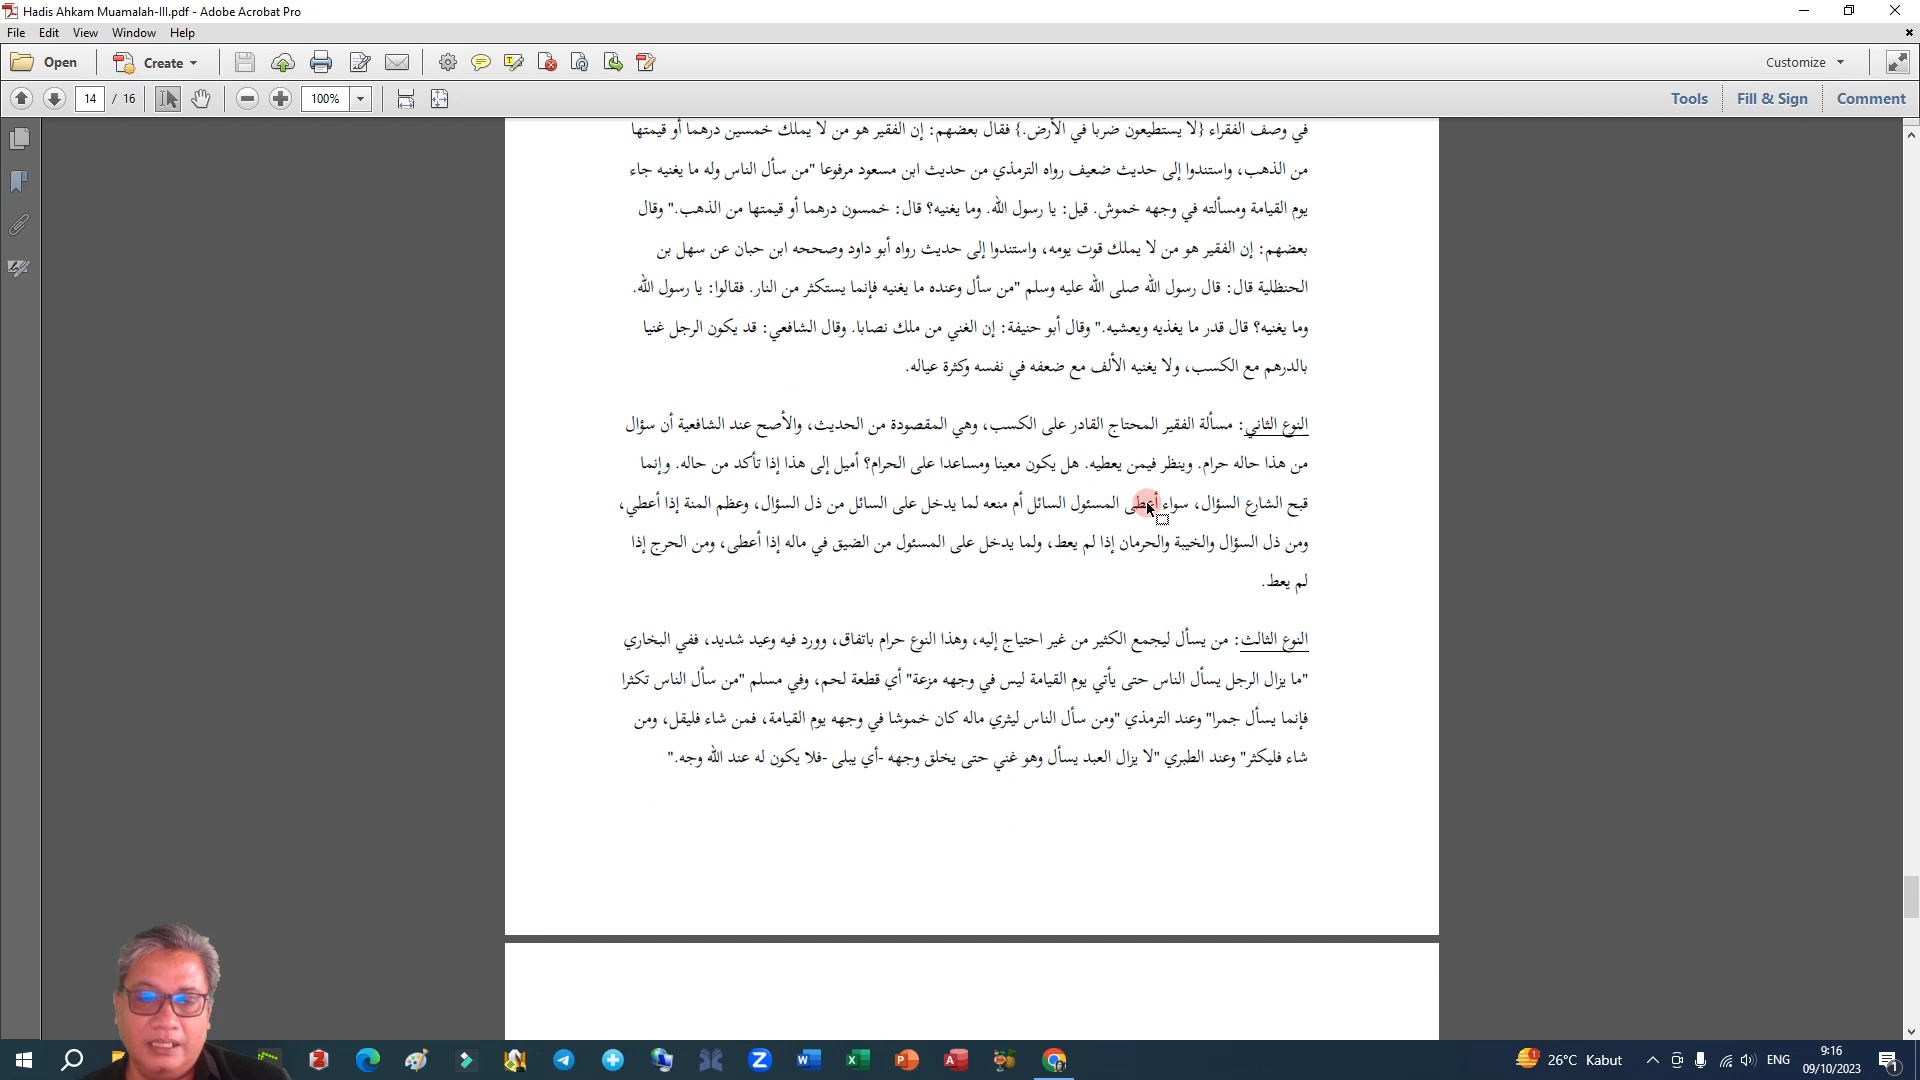 Hadis Ahkam Muamalah-III.pdf - Adobe Acrobat Pro
File Edit View Window Help
Open Create Customize
14 / 16 100% Tools Fill & Sign Comment
في وصف الفقراء {لا يستطيعون ضربا في الأرض.} فقال بعضهم: إن الفقير هو من لا يملك خمسين درهما أو قيمتها
من الذهب، واستندوا إلى حديث ضعيف رواه الترمذي من حديث ابن مسعود مرفوعا "من سأل الناس وله ما يغنيه جاء
يوم القيامة ومسألته في وجهه خموش. قيل: يا رسول الله. وما يغنيه؟ قال: خمسون درهما أو قيمتها من الذهب." وقال
بعضهم: إن الفقير هو من لا يملك قوت يومه، واستندوا إلى حديث رواه أبو داود وصححه ابن حبان عن سهل بن
الحنظلية قال: قال رسول الله صلى الله عليه وسلم "من سأل وعنده ما يغنيه فإنما يستكثر من النار. فقالوا: يا رسول الله.
وما يغنيه؟ قال قدر ما يغذيه ويعشيه." وقال أبو حنيفة: إن الغني من ملك نصابا. وقال الشافعي: قد يكون الرجل غنيا
بالدرهم مع الكسب، ولا يغنيه الألف مع ضعفه في نفسه وكثرة عياله.
النوع الثاني: مسألة الفقير المحتاج القادر على الكسب، وهي المقصودة من الحديث، والأصح عند الشافعية أن سؤال
من هذا حاله حرام. وينظر فيمن يعطيه. هل يكون معينا ومساعدا على الحرام؟ أميل إلى هذا إذا تأكد من حاله. وإنما
قبح الشارع السؤال، سواء أعطى المسئول السائل أم منعه لما يدخل على السائل من ذل السؤال، وعظم المنة إذا أعطي،
ومن ذل السؤال والخيبة والحرمان إذا لم يعط، ولما يدخل على المسئول من الضيق في ماله إذا أعطى، ومن الحرج إذا
لم يعط.
النوع الثالث: من يسأل ليجمع الكثير من غير احتياج إليه، وهذا النوع حرام باتفاق، وورد فيه وعيد شديد، ففي البخاري
"ما يزال الرجل يسأل الناس حتى يأتي يوم القيامة ليس في وجهه مزعة" أي قطعة لحم، وفي مسلم "من سأل الناس تكثرا
فإنما يسأل جمرا" وعند الترمذي "ومن سأل الناس ليثري ماله كان خموشا في وجهه يوم القيامة، فمن شاء فليقل، ومن
شاء فليكثر" وعند الطبري "لا يزال العبد يسأل وهو غني حتى يخلق وجهه -أي يبلى -فلا يكون له عند الله وجه."
26°C Kabut ENG 9:16
09/10/2023